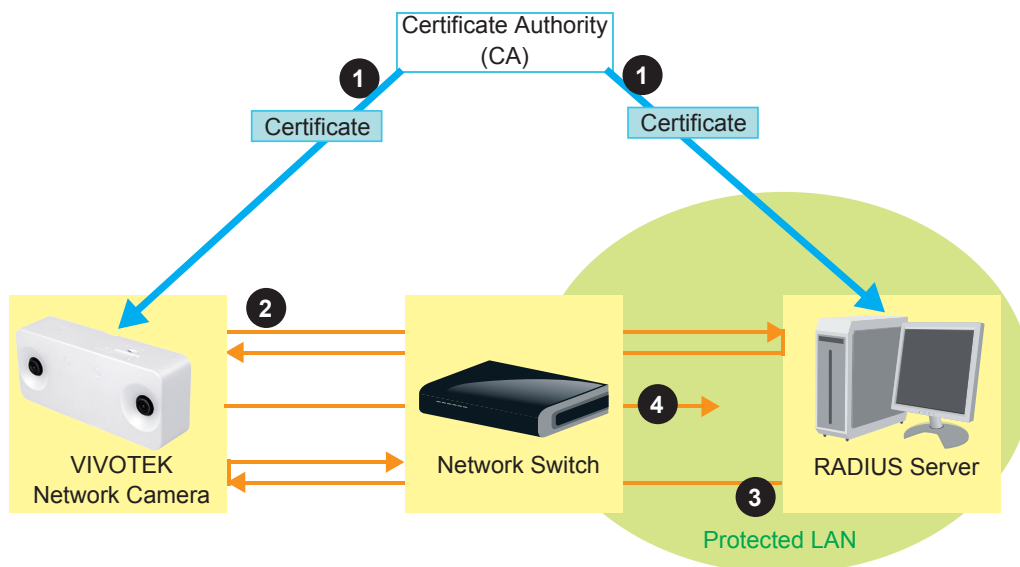 Certificate Authority
(CA)
1
1
Certificate
Certificate
2
4
VIVOTEK
Network Camera
Network Switch
RADIUS Server
3
Protected LAN